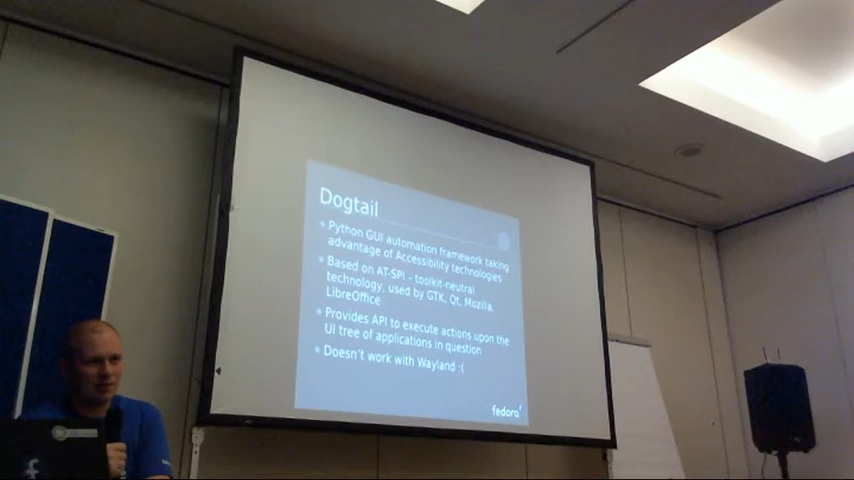 Dogtail
Python GUI automation framework taking
advantage of Accessibility technologies
Based on AT-SPI – toolkit-neutral
technology, used by GTK, Qt, Mozilla,
LibreOffice
Provides API to execute actions upon the
UI tree of applications in question
Doesn't work with Wayland :(
fedora